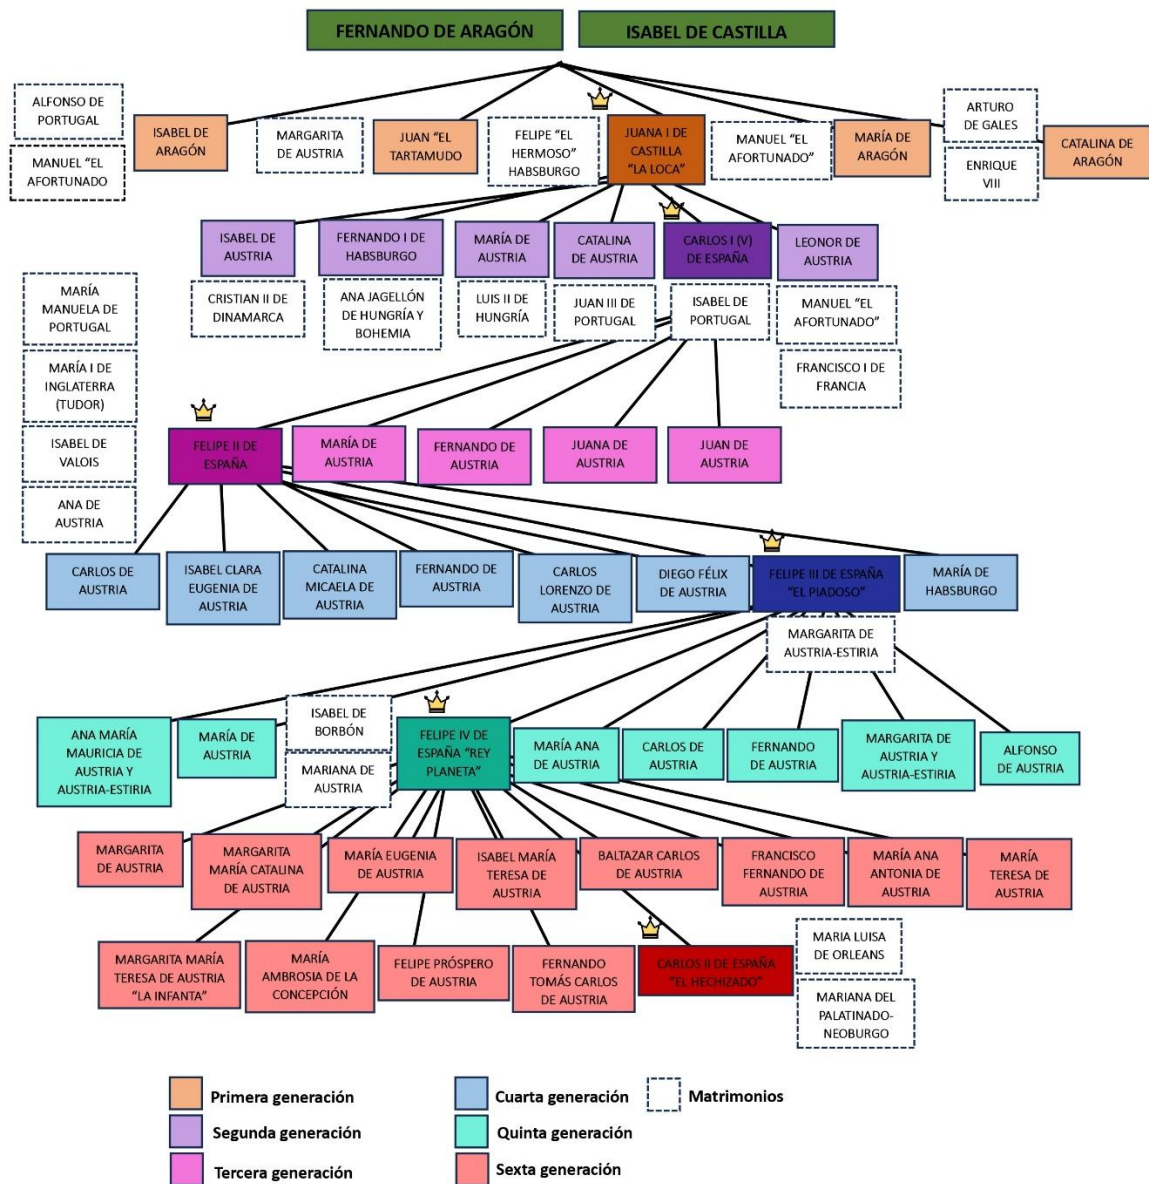 FERNANDO DE ARAGÓN
ISABEL DE CASTILLA
ALFONSO DE
PORTUGAL
MANUEL "EL
AFORTUNADO
ISABEL DE
ARAGÓN
MARGARITA
DE AUSTRIA
JUAN "EL
TARTAMUDO
FELIPE "EL
HERMOSO"
HABSBURGO
JUANA I DE
CASTILLA
"LA LOCA"
MANUEL "EL
AFORTUNADO"
MARÍA DE
ARAGÓN
ARTURO
DE GALES
ENRIQUE
VIII
CATALINA DE
ARAGÓN
ISABEL DE
AUSTRIA
FERNANDO I DE
HABSBURGO
MARÍA DE
AUSTRIA
CATALINA
DE AUSTRIA
CARLOS I (V)
DE ESPAÑA
LEONOR DE
AUSTRIA
CRISTIAN II DE
DINAMARCA
ANA JAGELLÓN
DE HUNGRÍA Y
BOHEMIA
LUIS II DE
HUNGRÍA
JUAN III DE
PORTUGAL
ISABEL DE
PORTUGAL
MANUEL "EL
AFORTUNADO"
FRANCISCO I DE
FRANCIA
MARÍA
MANUELA DE
PORTUGAL
MARÍA I DE
INGLATERRA
(TUDOR)
ISABEL DE
VALOIS
ANA DE
AUSTRIA
FELIPE II DE
ESPAÑA
MARÍA DE
AUSTRIA
FERNANDO DE
AUSTRIA
JUANA DE
AUSTRIA
JUAN DE
AUSTRIA
CARLOS DE
AUSTRIA
ISABEL CLARA
EUGENIA DE
AUSTRIA
CATALINA
MICAELA DE
AUSTRIA
FERNANDO DE
AUSTRIA
CARLOS
LORENZO DE
AUSTRIA
DIEGO FÉLIX
DE AUSTRIA
FELIPE III DE ESPAÑA
"EL PIADOSO"
MARÍA DE
HABSBURGO
MARGARITA DE
AUSTRIA-ESTIRIA
ANA MARÍA
MAURICIA DE
AUSTRIA Y
AUSTRIA-ESTIRIA
MARÍA
DE AUSTRIA
ISABEL DE
BORBÓN
MARIANA DE
AUSTRIA
FELIPE IV DE
ESPAÑA "REY
PLANETA"
MARÍA ANA
DE AUSTRIA
CARLOS DE
AUSTRIA
FERNANDO
DE AUSTRIA
MARGARITA DE
AUSTRIA Y
AUSTRIA-ESTIRIA
ALFONSO
DE AUSTRIA
MARGARITA
DE AUSTRIA
MARGARITA
MARÍA CATALINA
DE AUSTRIA
MARÍA EUGENIA
DE AUSTRIA
ISABEL MARÍA
TERESA DE
AUSTRIA
BALTAZAR CARLOS
DE AUSTRIA
FRANCISCO
FERNANDO DE
AUSTRIA
MARÍA ANA
ANTONIA DE
AUSTRIA
MARÍA
TERESA DE
AUSTRIA
MARGARITA MARÍA
TERESA DE AUSTRIA
"LA INFANTA"
MARÍA
AMBROSIA DE LA
CONCEPCIÓN
FELIPE PRÓSPERO
DE AUSTRIA
FERNANDO
TOMÁS CARLOS
DE AUSTRIA
CARLOS II DE ESPAÑA
"EL HECHIZADO"
MARIA LUISA
DE ORLEANS
MARIANA DEL
PALATINADO-
NEOBURGO
Primera generación
Segunda generación
Tercera generación
Cuarta generación
Quinta generación
Sexta generación
Matrimonios